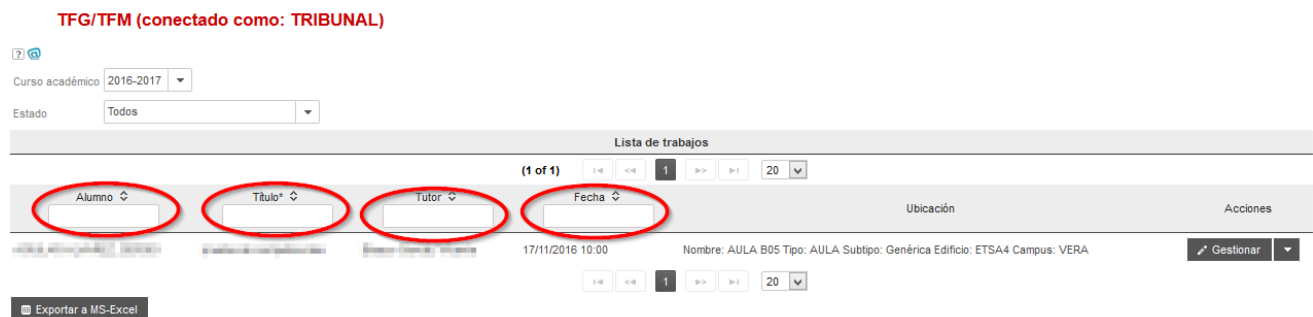 TFG/TFM (conectado como: TRIBUNAL)
?
Curso académico 2016-2017
Estado Todos
Lista de trabajos
(1 of 1) 1 20
Alumno Título* Tutor Fecha Ubicación Acciones
17/11/2016 10:00 Nombre: AULA B05 Tipo: AULA Subtipo: Genérica Edificio: ETSA4 Campus: VERA Gestionar
1 20
Exportar a MS-Excel